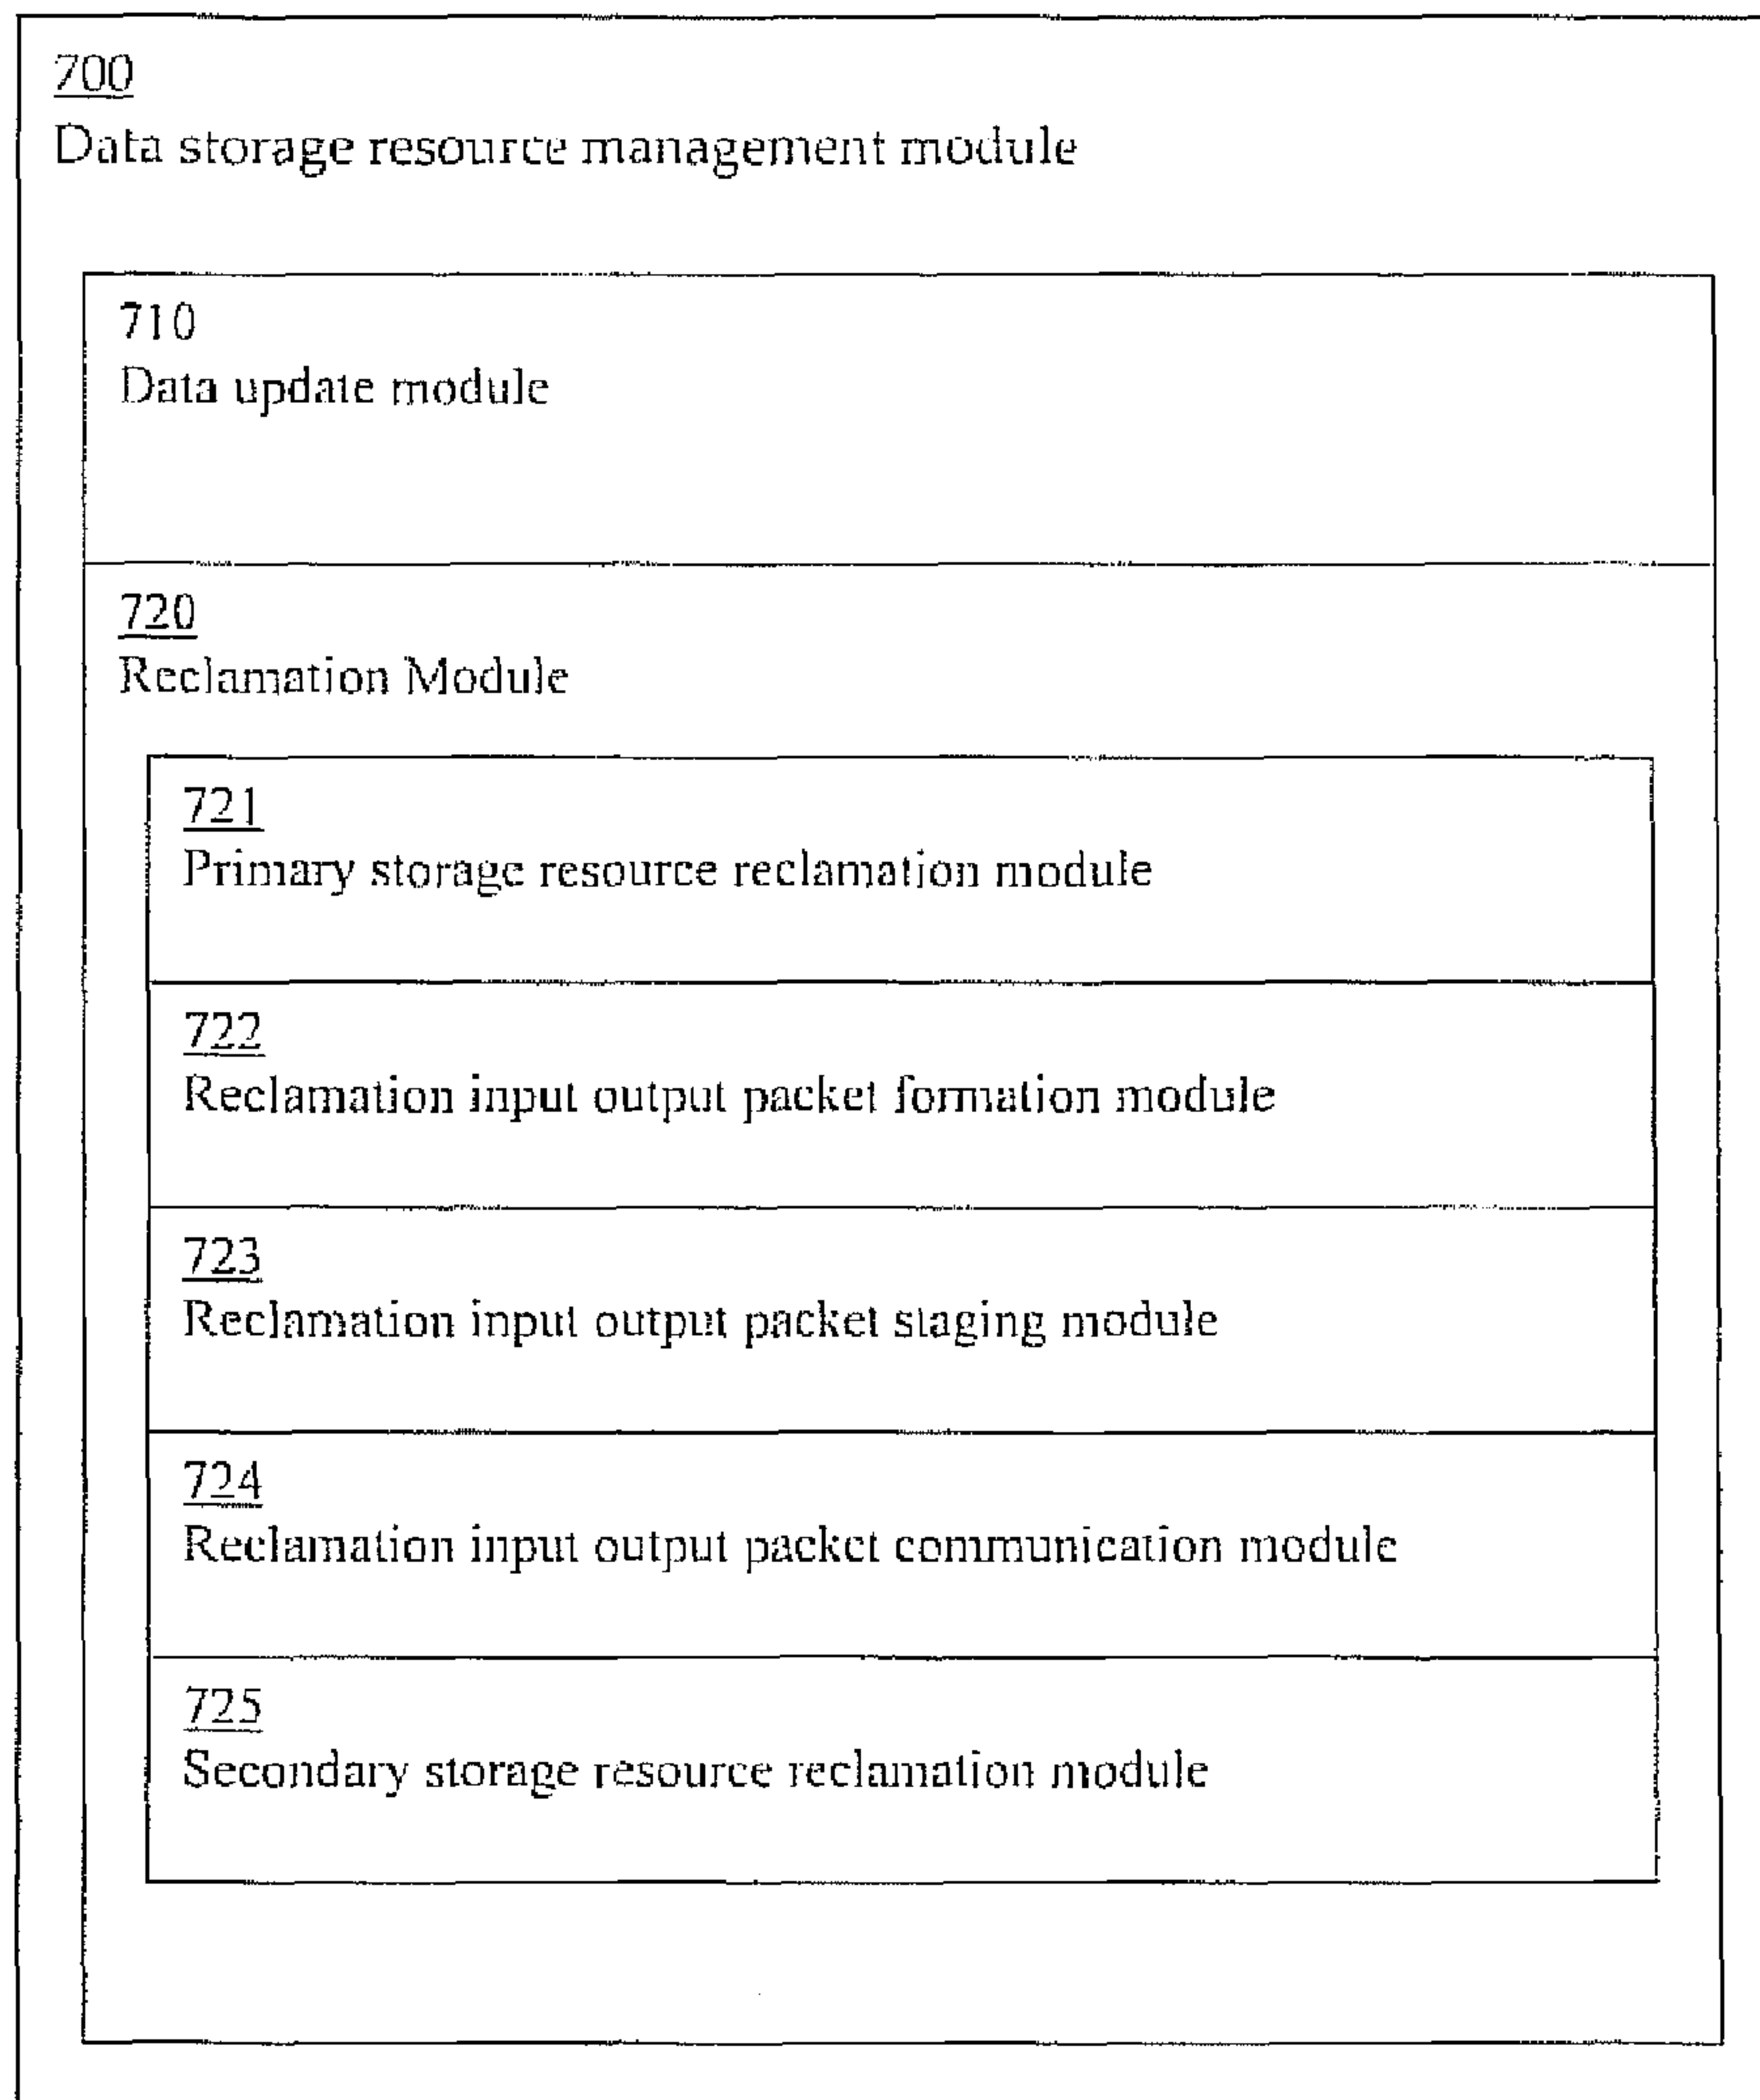 700
Data storage resource management module
710
Data update module
720
Reclamation Module
721
Primary storage resource reclamation module
722
Reclamation input output packet formation module
723
Reclamation input output packet staging module
724
Reclamation input output packet communication module
725
Secondary storage resource reclamation module